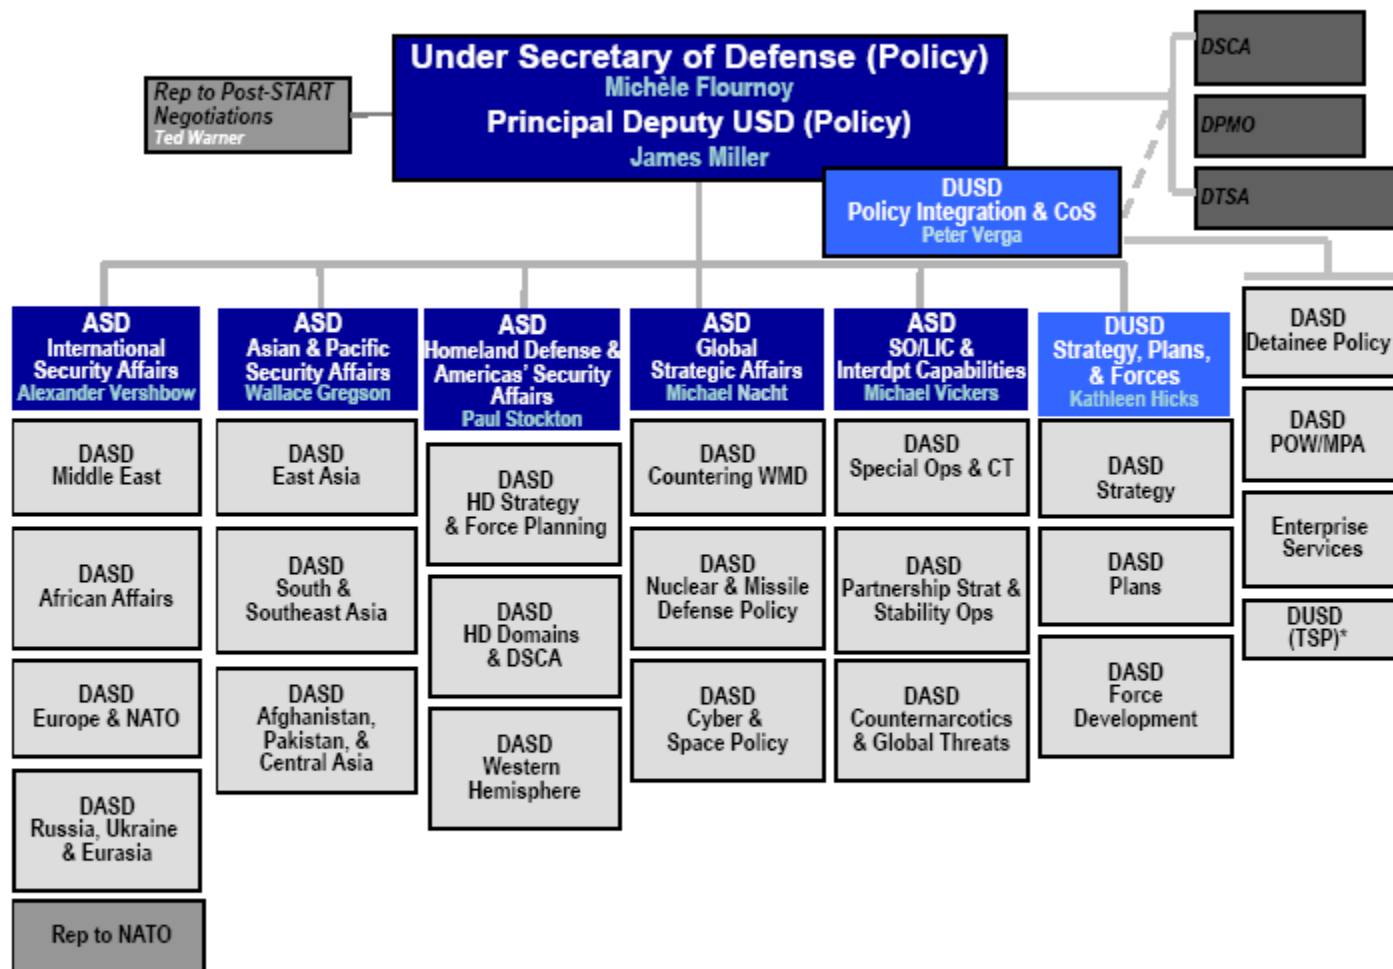 Under Secretary of Defense (Policy)
Michèle Flournoy
Principal Deputy USD (Policy)
James Miller
Rep to Post-START
Negotiations
Ted Warner
DSCA
DPMO
DTSA
DUSD
Policy Integration & CoS
Peter Verga
ASD
International
Security Affairs
Alexander Vershbow
DASD
Middle East
DASD
African Affairs
DASD
Europe & NATO
DASD
Russia, Ukraine
& Eurasia
Rep to NATO
ASD
Asian & Pacific
Security Affairs
Wallace Gregson
DASD
East Asia
DASD
South &
Southeast Asia
DASD
Afghanistan,
Pakistan, &
Central Asia
ASD
Homeland Defense &
Americas' Security
Affairs
Paul Stockton
DASD
HD Strategy
& Force Planning
DASD
HD Domains
& DSCA
DASD
Western
Hemisphere
ASD
Global
Strategic Affairs
Michael Nacht
DASD
Countering WMD
DASD
Nuclear & Missile
Defense Policy
DASD
Cyber &
Space Policy
ASD
SO/LIC &
Interdpt Capabilities
Michael Vickers
DASD
Special Ops & CT
DASD
Partnership Strat &
Stability Ops
DASD
Counternarcotics
& Global Threats
DUSD
Strategy, Plans,
& Forces
Kathleen Hicks
DASD
Strategy
DASD
Plans
DASD
Force
Development
DASD
Detainee Policy
DASD
POW/MPA
Enterprise
Services
DUSD
(TSP)*